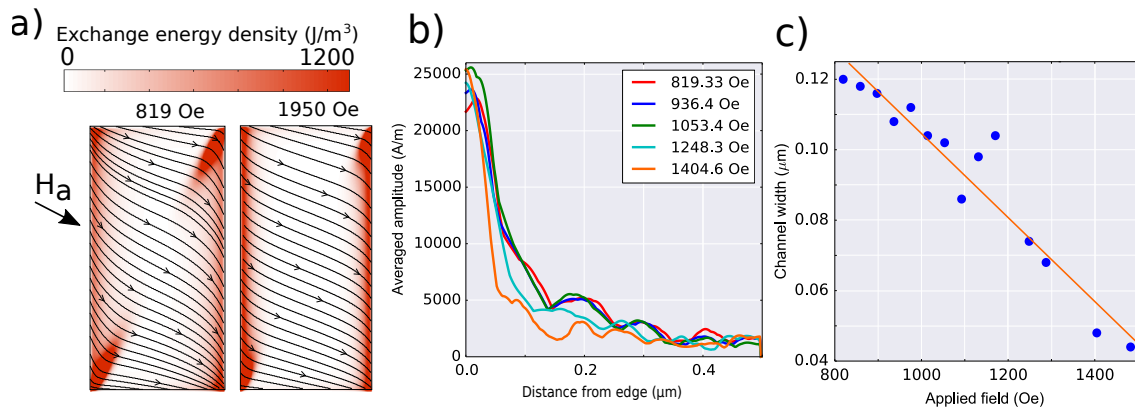 a)
Exchange energy density (J/m³)
0
1200
819 Oe
1950 Oe
Hₐ
b)
25000
20000
15000
10000
5000
0
0.0
0.2
0.4
Averaged amplitude (A/m)
Distance from edge (μm)
819.33 Oe
936.4 Oe
1053.4 Oe
1248.3 Oe
1404.6 Oe
c)
0.12
0.10
0.08
0.06
0.04
800
1000
1200
1400
Channel width (μm)
Applied field (Oe)